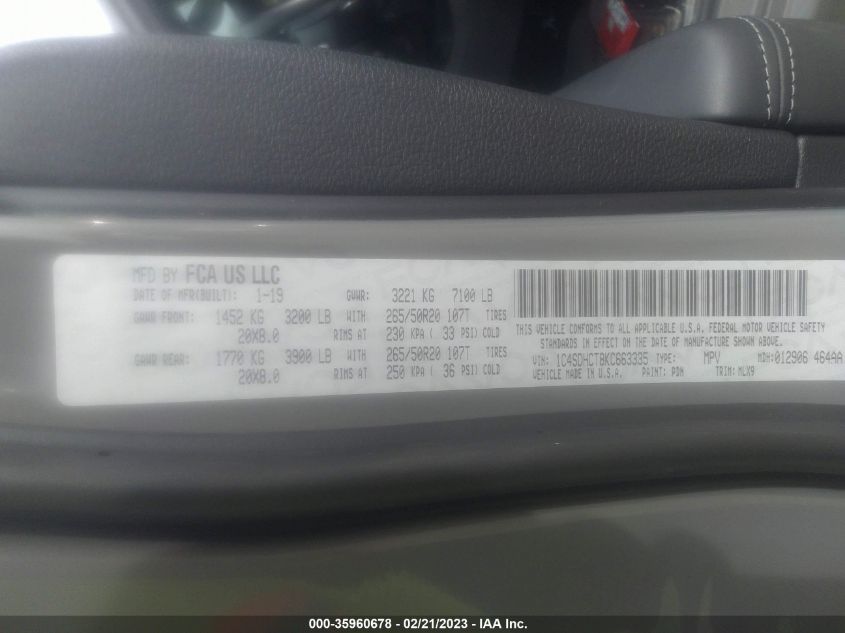 MFD BY FCA US LLC
DATE OF MFR(BUILT): 1-19 GVWR: 3221 KG 7100 LB
GAWR FRONT: 1452 KG 3200 LB WITH 265/50R20 107T TIRES
20X8.0 RIMS AT 230 KPA ( 33 PSI) COLD
GAWR REAR: 1770 KG 3900 LB WITH 265/50R20 107T TIRES
20X8.0 RIMS AT 250 KPA ( 36 PSI) COLD
THIS VEHICLE CONFORMS TO ALL APPLICABLE U.S.A. FEDERAL MOTOR VEHICLE SAFETY
STANDARDS IN EFFECT ON THE DATE OF MANUFACTURE SHOWN ABOVE.
VIN: 1C4SDHCT8KC663335 TYPE: MPV MDH:012906 464AA
MADE IN U.S.A. PAINT: PDN TRIM: MLX9
000-35960678 - 02/21/2023 - IAA Inc.